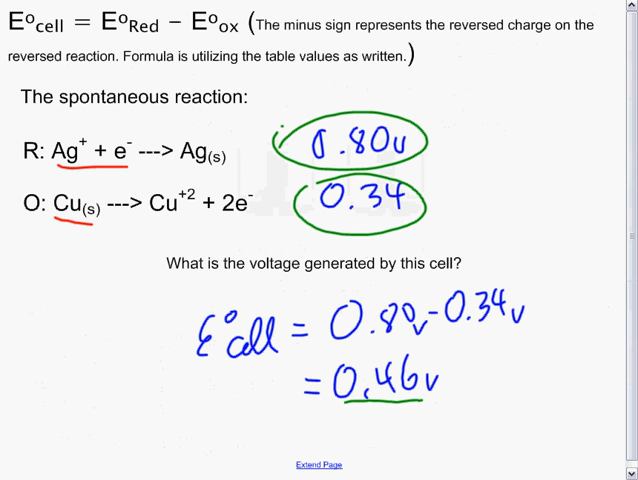 E°cell = E°Red − E°ox (The minus sign represents the reversed charge on the
reversed reaction. Formula is utilizing the table values as written.)
The spontaneous reaction:
R: Ag⁺ + e⁻ ---> Ag(s) 0.80v
O: Cu(s) ---> Cu⁺² + 2e⁻ 0.34
What is the voltage generated by this cell?
E°cell = 0.80v - 0.34v
= 0.46v
Extend Page